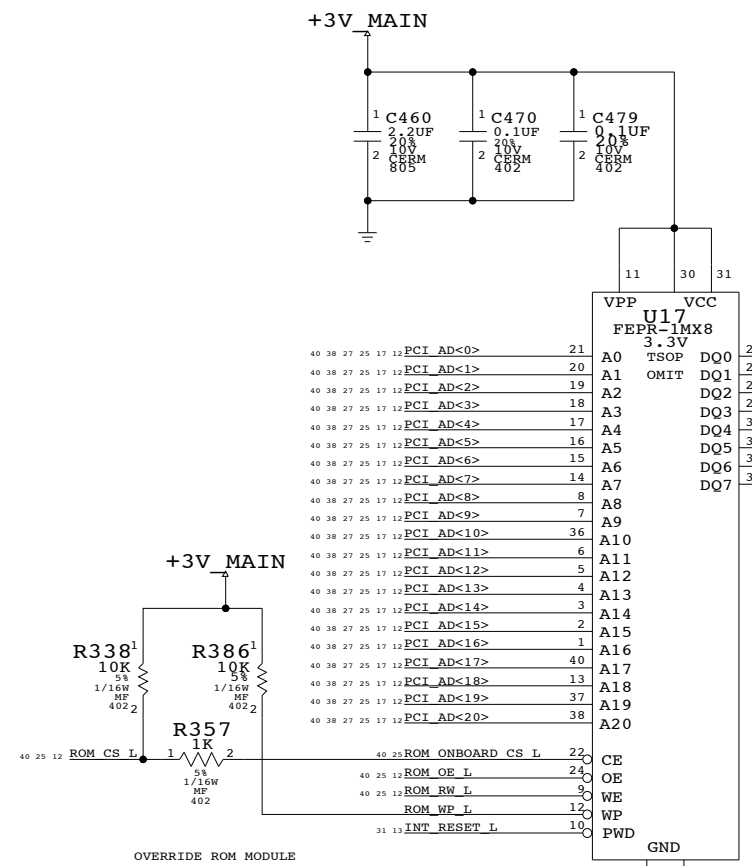 +3V_MAIN
1 C460
2.2UF
20%
10V
2 CERM
805
1 C470
0.1UF
20%
10V
2 CERM
402
1 C479
0.1UF
20%
10V
2 CERM
402
11 30 31
VPP VCC
U17
FEPR-1MX8
3.3V
TSOP
OMIT
40 38 27 25 17 12 PCI_AD<0> 21 A0 DQ0
40 38 27 25 17 12 PCI_AD<1> 20 A1 DQ1
40 38 27 25 17 12 PCI_AD<2> 19 A2 DQ2
40 38 27 25 17 12 PCI_AD<3> 18 A3 DQ3
40 38 27 25 17 12 PCI_AD<4> 17 A4 DQ4
40 38 27 25 17 12 PCI_AD<5> 16 A5 DQ5
40 38 27 25 17 12 PCI_AD<6> 15 A6 DQ6
40 38 27 25 17 12 PCI_AD<7> 14 A7 DQ7
40 38 27 25 17 12 PCI_AD<8> 8 A8
40 38 27 25 17 12 PCI_AD<9> 7 A9
40 38 27 25 17 12 PCI_AD<10> 36 A10
40 38 27 25 17 12 PCI_AD<11> 6 A11
40 38 27 25 17 12 PCI_AD<12> 5 A12
40 38 27 25 17 12 PCI_AD<13> 4 A13
40 38 27 25 17 12 PCI_AD<14> 3 A14
40 38 27 25 17 12 PCI_AD<15> 2 A15
40 38 27 25 17 12 PCI_AD<16> 1 A16
40 38 27 25 17 12 PCI_AD<17> 40 A17
40 38 27 25 17 12 PCI_AD<18> 13 A18
40 38 27 25 17 12 PCI_AD<19> 37 A19
40 38 27 25 17 12 PCI_AD<20> 38 A20
+3V_MAIN
R338 1
10K
5%
1/16W
MF
402 2
R386 1
10K
5%
1/16W
MF
402 2
R357
40 25 12 ROM_CS_L 1 1K 2
5%
1/16W
MF
402
40 25 ROM_ONBOARD_CS_L 22 CE
40 25 12 ROM_OE_L 24 OE
40 25 12 ROM_RW_L 9 WE
ROM_WP_L 12 WP
31 13 INT_RESET_L 10 PWD
GND
OVERRIDE ROM MODULE